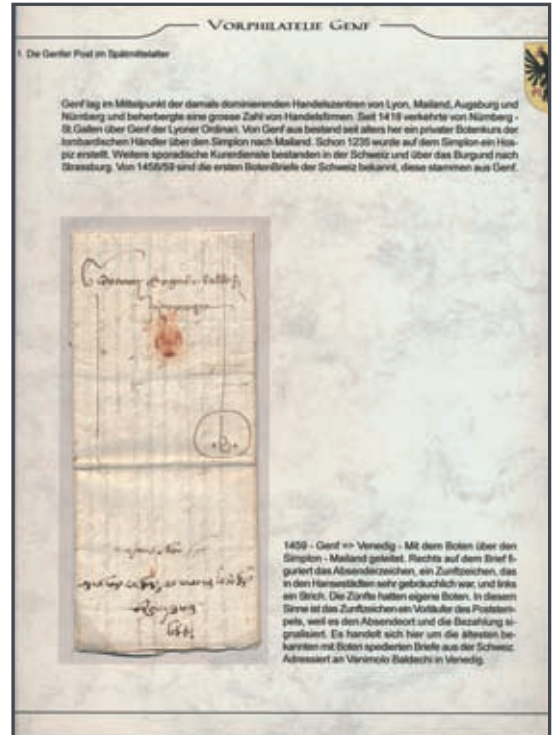 VORPHILATELIE GENF
1. Die Genfer Post im Spätmittelalter
Genf lag im Mittelpunkt der damals dominierenden Handelszentren von Lyon, Mailand, Augsburg und
Nürnberg und beherbergte eine grosse Zahl von Handelsfirmen. Seit 1418 verkehrte von Nürnberg -
St.Gallen über Genf der Lyoner Ordinari. Von Genf aus bestand seit alters her ein privater Botenkurs der
lombardischen Händler über den Simplon nach Mailand. Schon 1235 wurde auf dem Simplon ein Hos-
piz erstellt. Weitere sporadische Kurierdienste bestanden in der Schweiz und über das Burgund nach
Strassburg. Von 1458/59 sind die ersten BotenBriefe der Schweiz bekannt, diese stammen aus Genf.
1459 - Genf => Venedig - Mit dem Boten über den
Simplon - Mailand geleitet. Rechts auf dem Brief fi-
guriert das Absenderzeichen, ein Zunftzeichen, das
in den Hansestädten sehr gebräuchlich war, und links
ein Strich. Die Zünfte hatten eigene Boten. In diesem
Sinne ist das Zunftzeichen ein Vorläufer des Poststem-
pels, weil es den Absendeort und die Bezahlung si-
gnalisiert. Es handelt sich hier um die ältesten be-
kannten mit Boten spedierten Briefe aus der Schweiz.
Adressiert an Vanimolo Baldechi in Venedig.